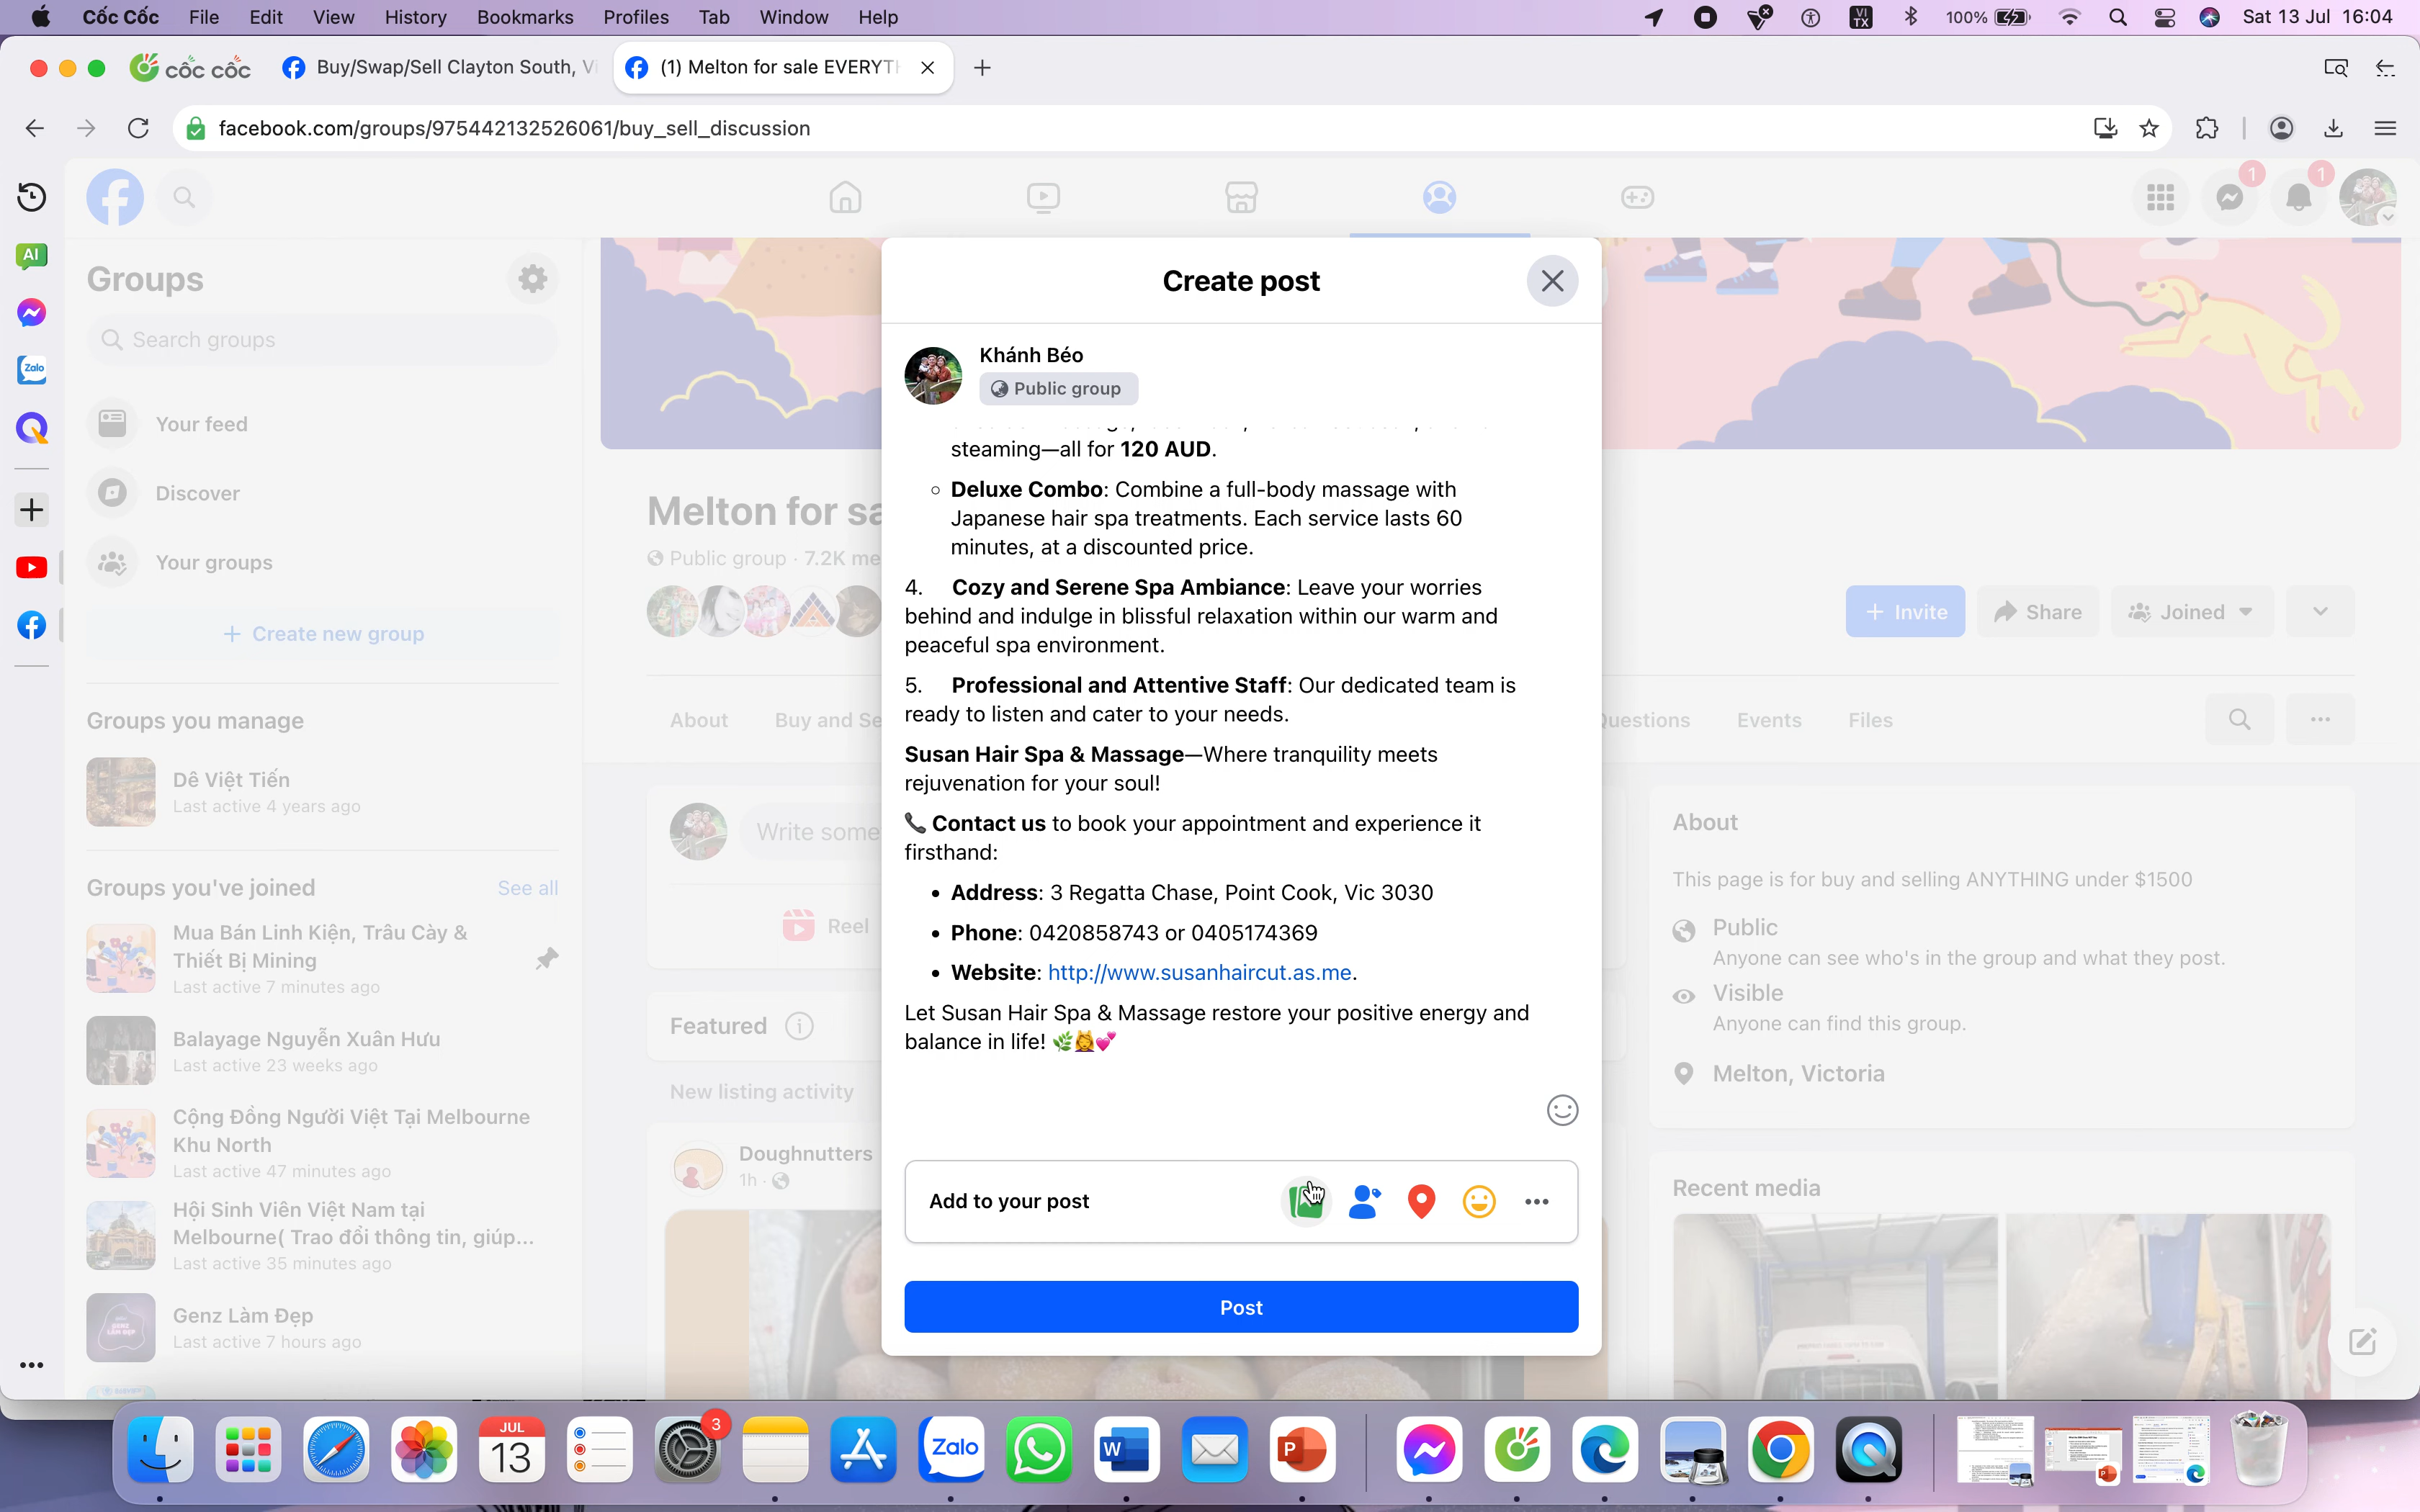 Cốc Cốc File Edit View History Bookmarks Profiles Tab Window Help VI TX 100% Sat 13 Jul 16:04
cốc cốc Buy/Swap/Sell Clayton South, Vi (1) Melton for sale EVERYTH
facebook.com/groups/975442132526061/buy_sell_discussion
AI
Zalo
1 1
Groups
Search groups
Your feed
Discover
Your groups
Create new group
Groups you manage
Dê Việt Tiến
Last active 4 years ago
Groups you've joined See all
Mua Bán Linh Kiện, Trâu Cày &
Thiết Bị Mining
Last active 7 minutes ago
Balayage Nguyễn Xuân Hưu
Last active 23 weeks ago
Cộng Đồng Người Việt Tại Melbourne
Khu North
Last active 47 minutes ago
Hội Sinh Viên Việt Nam tại
Melbourne( Trao đổi thông tin, giúp...
Last active 35 minutes ago
Genz Làm Đẹp
Last active 7 hours ago
Melton for sa
Public group · 7.2K me
About Buy and Se
Write some
Reel
Featured
New listing activity
Doughnutters
1h ·
Create post
Khánh Béo
Public group
steaming—all for 120 AUD.
Deluxe Combo: Combine a full-body massage with
Japanese hair spa treatments. Each service lasts 60
minutes, at a discounted price.
4. Cozy and Serene Spa Ambiance: Leave your worries
behind and indulge in blissful relaxation within our warm and
peaceful spa environment.
5. Professional and Attentive Staff: Our dedicated team is
ready to listen and cater to your needs.
Susan Hair Spa & Massage—Where tranquility meets
rejuvenation for your soul!
📞 Contact us to book your appointment and experience it
firsthand:
• Address: 3 Regatta Chase, Point Cook, Vic 3030
• Phone: 0420858743 or 0405174369
• Website: http://www.susanhaircut.as.me.
Let Susan Hair Spa & Massage restore your positive energy and
balance in life! 🌿💆💕
Add to your post
Post
Invite Share Joined
Questions Events Files
About
This page is for buy and selling ANYTHING under $1500
Public
Anyone can see who's in the group and what they post.
Visible
Anyone can find this group.
Melton, Victoria
Recent media
JUL
13
3
Zalo
W
P